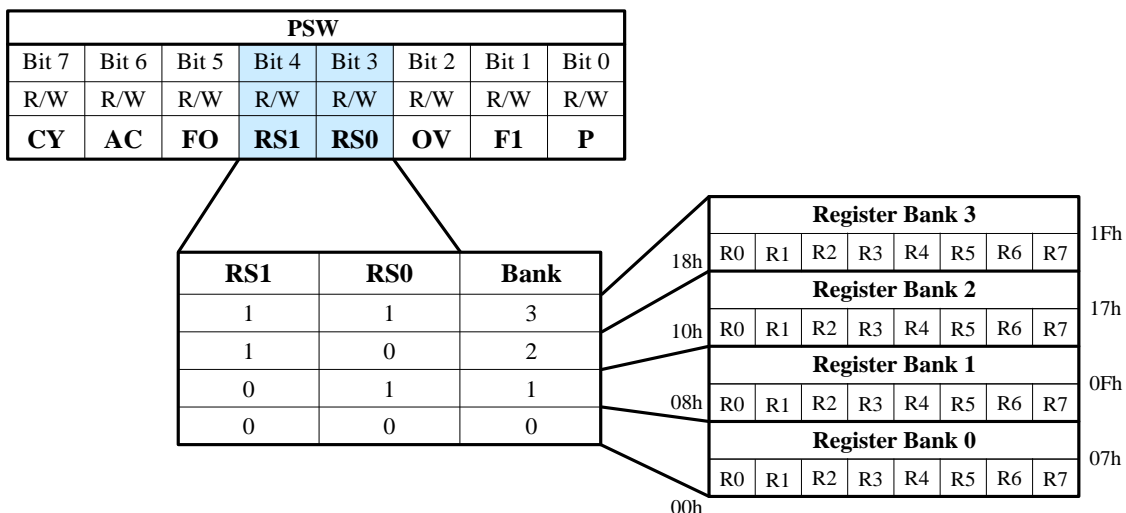 PSW
Bit 7 Bit 6 Bit 5 Bit 4 Bit 3 Bit 2 Bit 1 Bit 0
R/W R/W R/W R/W R/W R/W R/W R/W
CY AC FO RS1 RS0 OV F1 P
RS1 RS0 Bank
1 1 3
1 0 2
0 1 1
0 0 0
Register Bank 3
1Fh
18h R0 R1 R2 R3 R4 R5 R6 R7
Register Bank 2
17h
10h R0 R1 R2 R3 R4 R5 R6 R7
Register Bank 1
0Fh
08h R0 R1 R2 R3 R4 R5 R6 R7
Register Bank 0
07h
R0 R1 R2 R3 R4 R5 R6 R7
00h